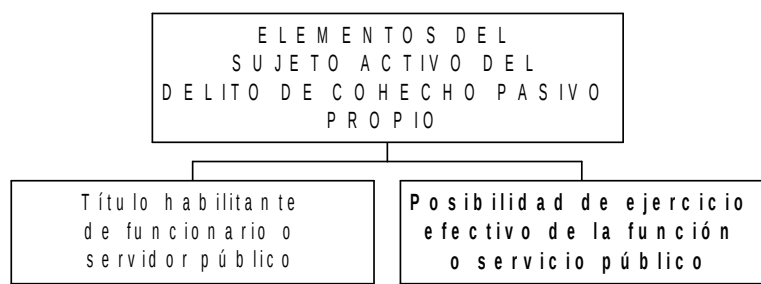 ELEMENTOS DEL
SUJETO ACTIVO DEL
DELITO DE COHECHO PASIVO
PROPIO
Título habilitante
de funcionario o
servidor público
Posibilidad de ejercicio
efectivo de la función
o servicio público